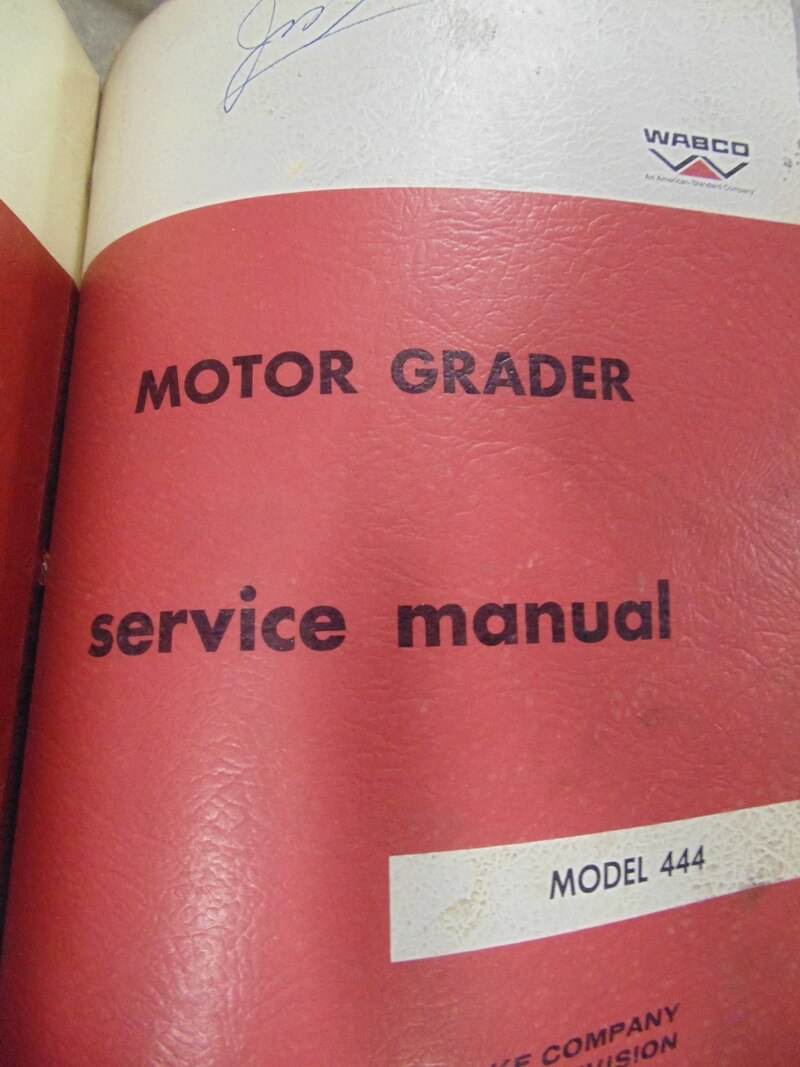 WABCO
An American-Standard Company
MOTOR GRADER
service manual
MODEL 444
COMPANY